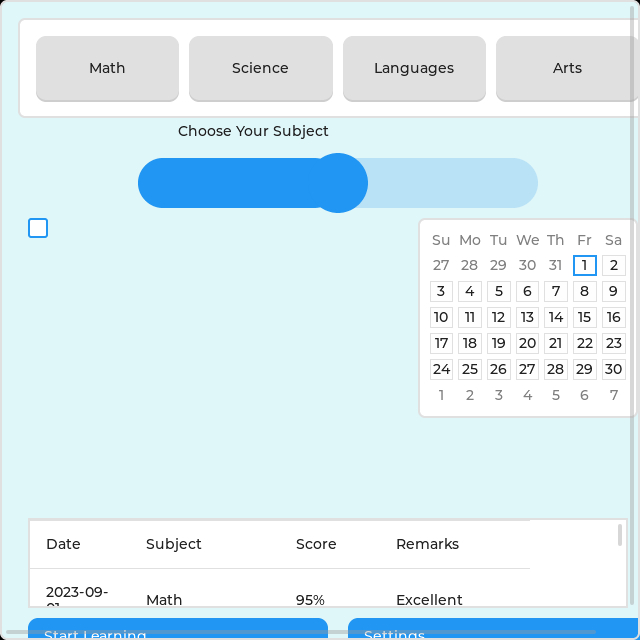 Math Science Languages Arts
Choose Your Subject
Su Mo Tu We Th Fr Sa
27 28 29 30 31 1 2
3 4 5 6 7 8 9
10 11 12 13 14 15 16
17 18 19 20 21 22 23
24 25 26 27 28 29 30
1 2 3 4 5 6 7
Date Subject Score Remarks
2023-09- Math 95% Excellent
01
Start Learning Settings